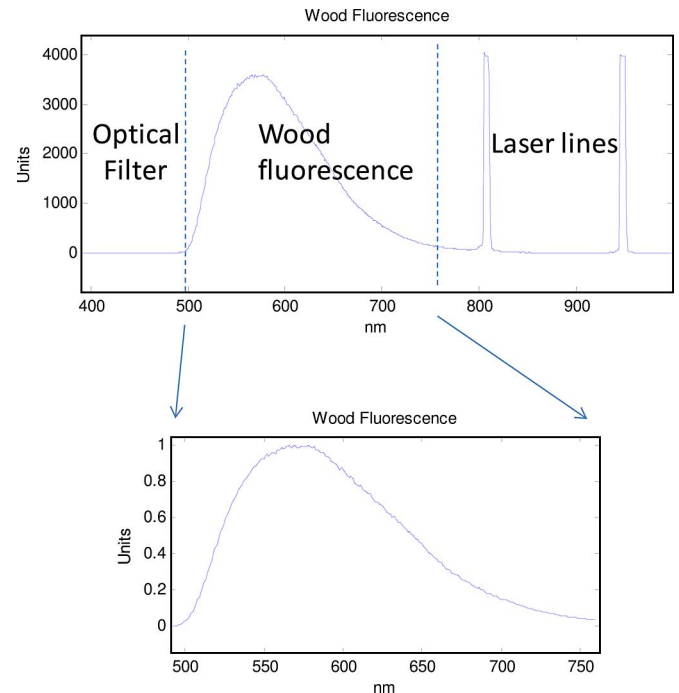 Wood Fluorescence
4000
3000
2000
1000
0
Units
Optical
Filter
Wood
fluorescence
Laser lines
400 500 600 700 800 900
nm
Wood Fluorescence
1
0.8
0.6
0.4
0.2
0
Units
500 550 600 650 700 750
nm